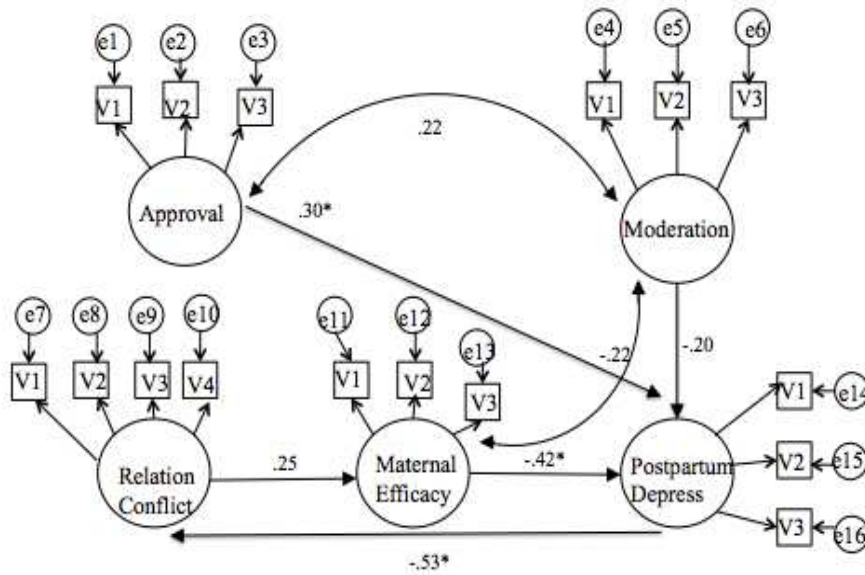 e1 e2 e3
V1 V2 V3
Approval
e4 e5 e6
V1 V2 V3
Moderation
.22
.30*
-.22
-.20
e7 e8 e9 e10
V1 V2 V3 V4
Relation
Conflict
e11 e12 e13
V1 V2 V3
Maternal
Efficacy
.25
-.42*
Postpartum
Depress
V1 e14
V2 e15
V3 e16
-.53*